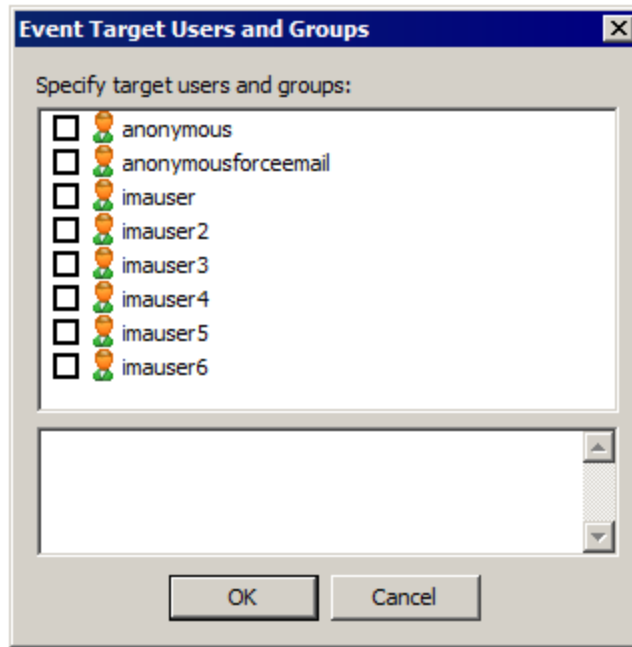 Event Target Users and Groups
Specify target users and groups:
anonymous
anonymousforceemail
imauser
imauser2
imauser3
imauser4
imauser5
imauser6
OK Cancel